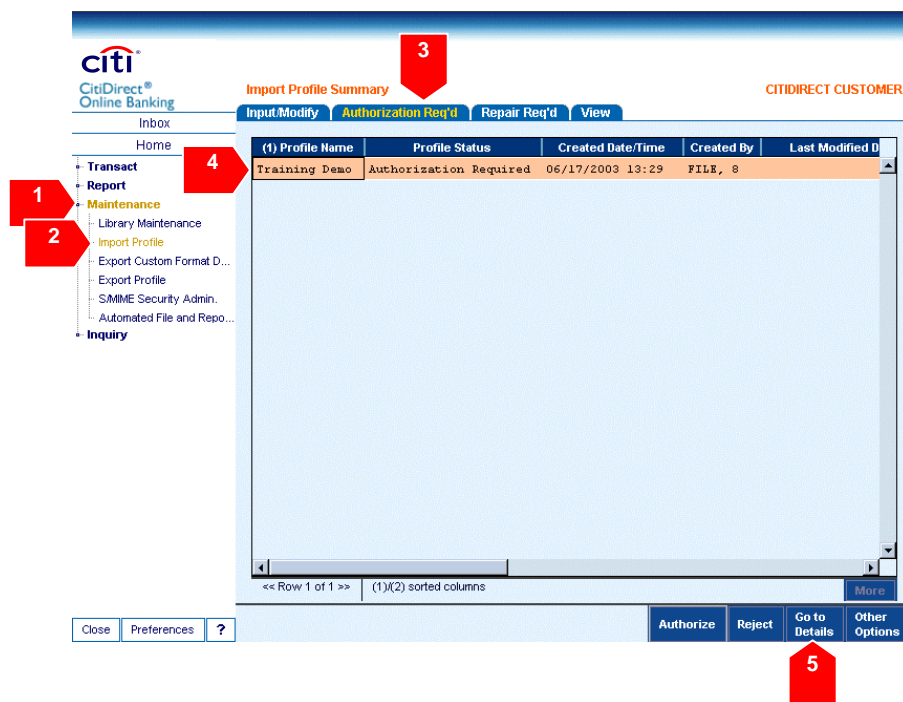 3
citi
CitiDirect®
Online Banking
Import Profile Summary
CITIDIRECT CUSTOMER
Input/Modify Authorization Req'd Repair Req'd View
Inbox
Home
(1) Profile Name Profile Status Created Date/Time Created By Last Modified D
4
Training Demo Authorization Required 06/17/2003 13:29 FILE, 8
Transact
Report
1
Maintenance
Library Maintenance
2
Import Profile
Export Custom Format D...
Export Profile
S/MIME Security Admin.
Automated File and Repo...
Inquiry
<< Row 1 of 1 >> (1)/(2) sorted columns
More
Close Preferences ?
Authorize Reject Go to Details Other Options
5